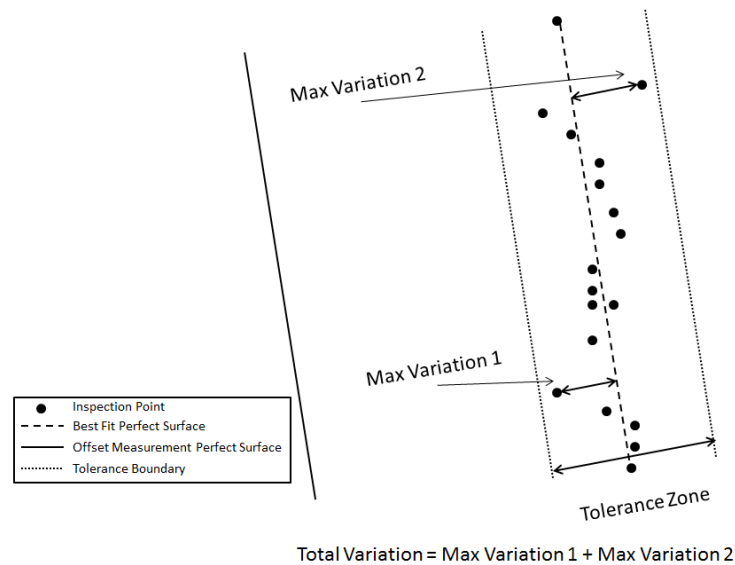 Max Variation 2
Max Variation 1
Inspection Point
Best Fit Perfect Surface
Offset Measurement Perfect Surface
Tolerance Boundary
Tolerance Zone
Total Variation = Max Variation 1 + Max Variation 2